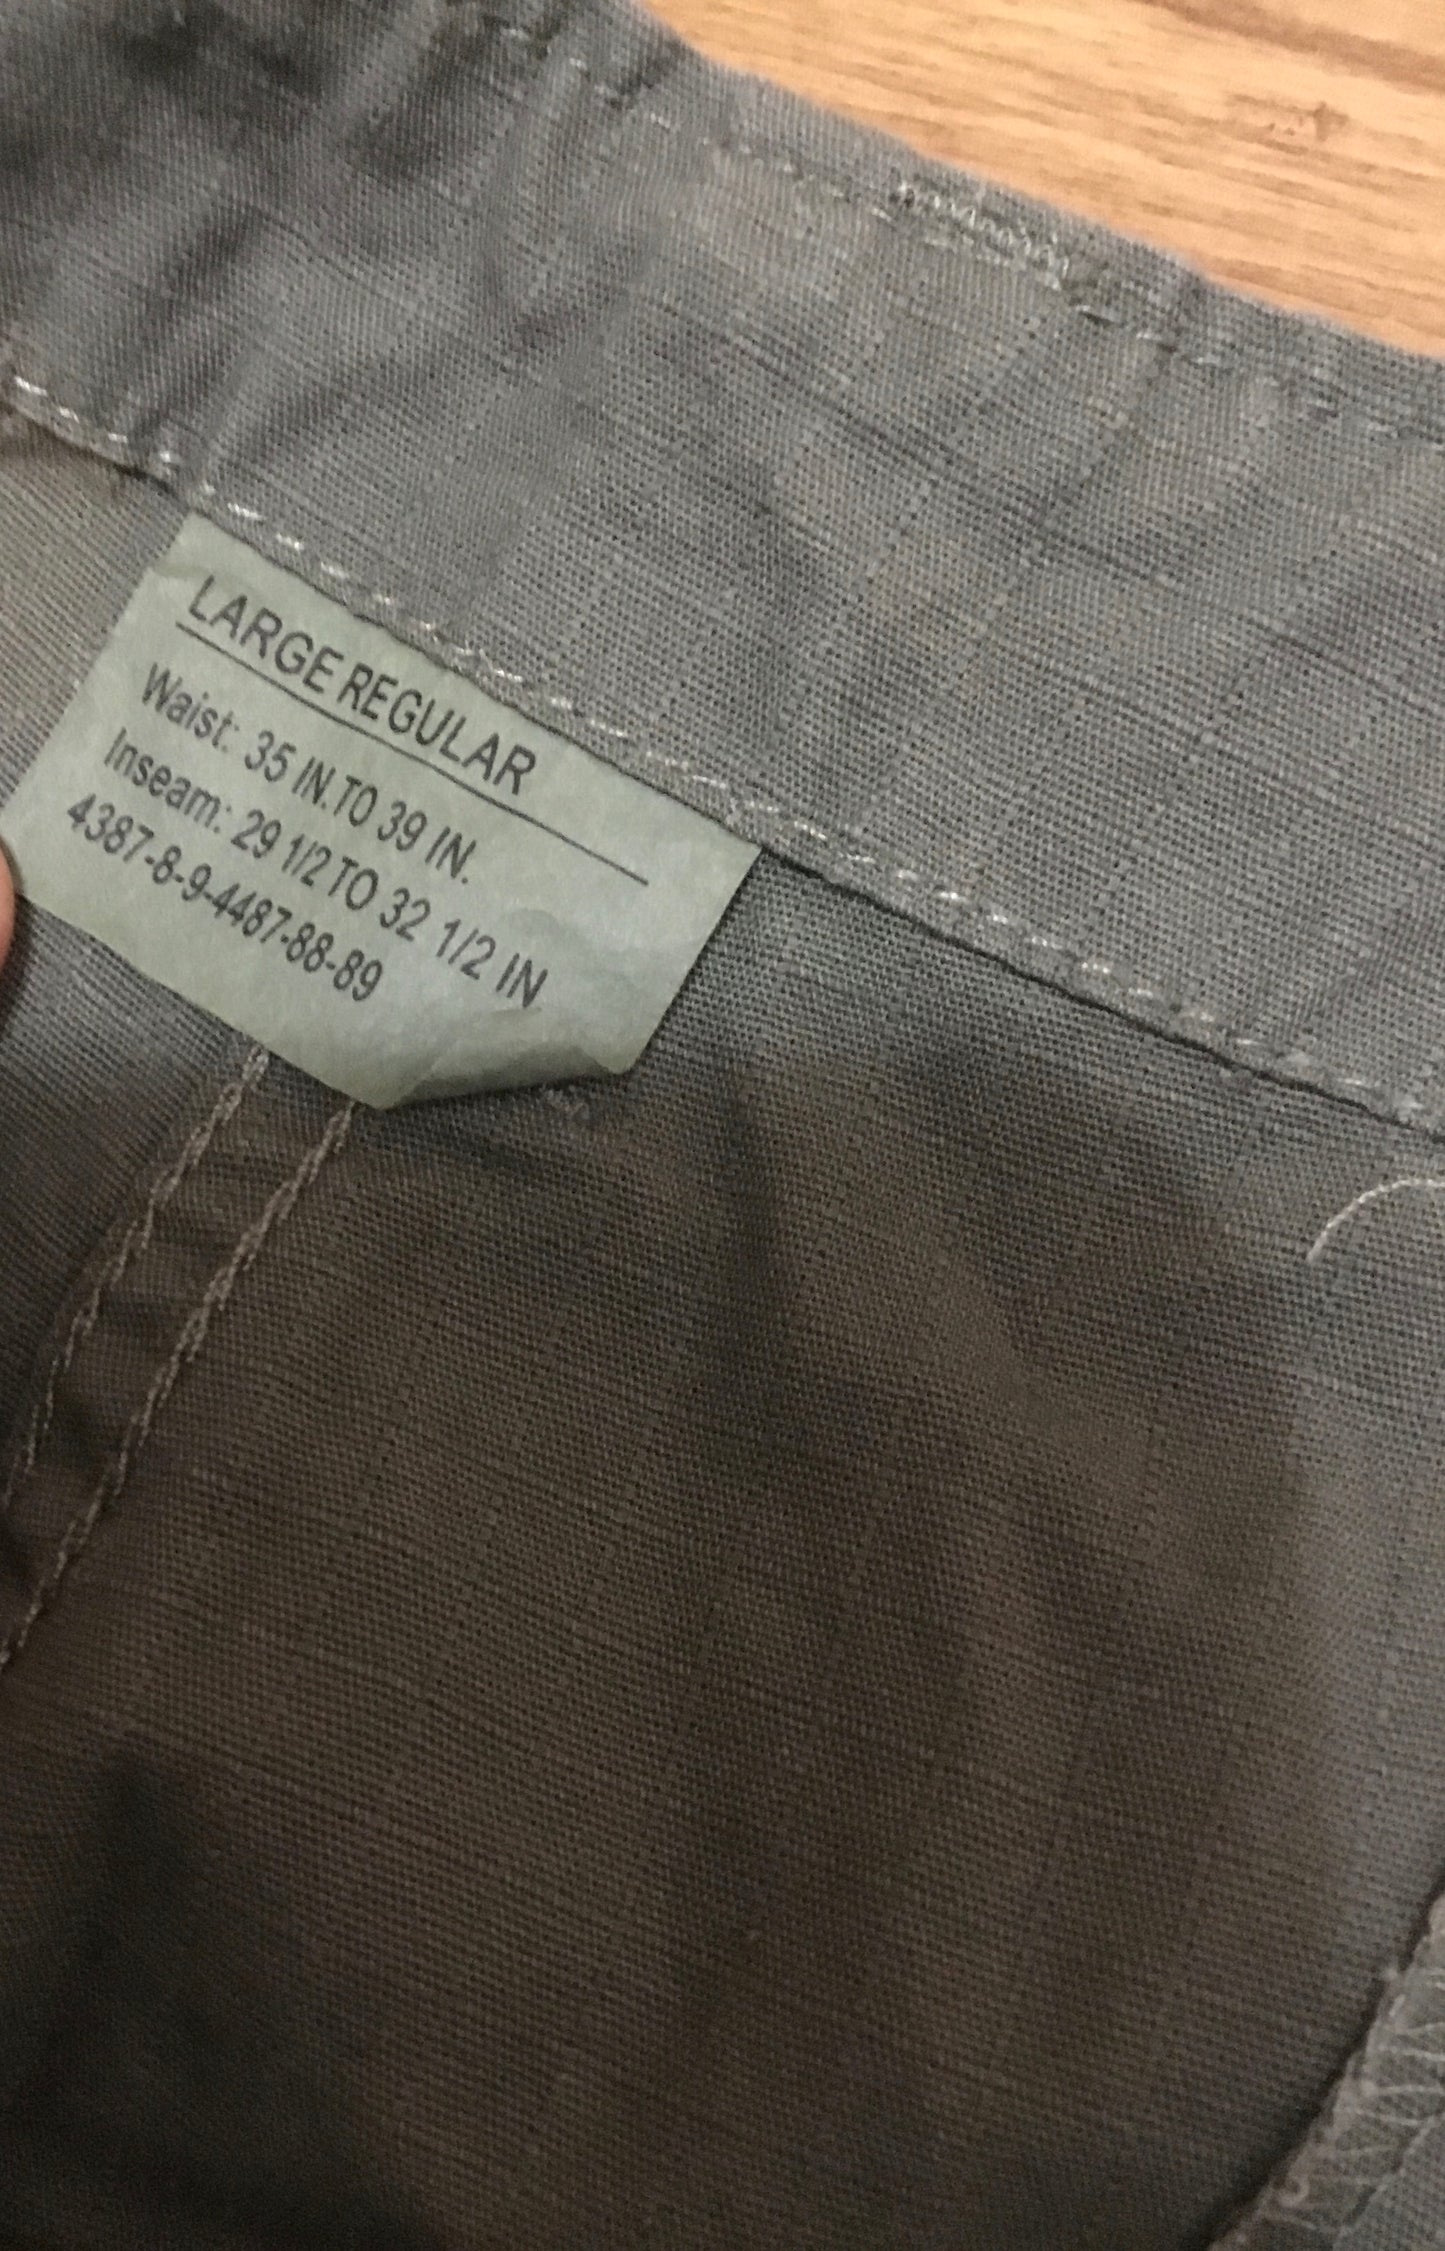 LARGE REGULAR
Waist: 35 IN.TO 39 IN.
Inseam: 29 1/2 TO 32 1/2 IN
4387-8-9-4487-88-89